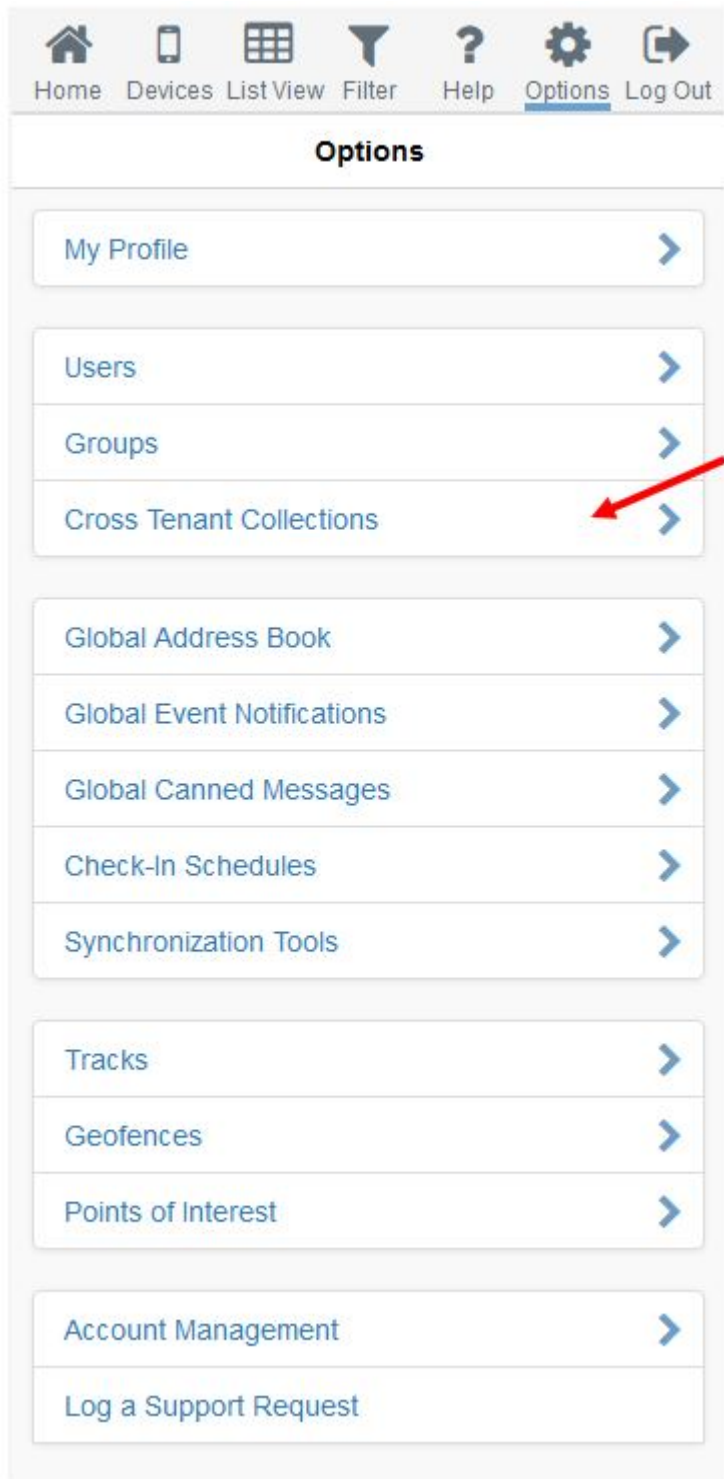 Home Devices List View Filter Help Options Log Out
Options
My Profile
Users
Groups
Cross Tenant Collections
Global Address Book
Global Event Notifications
Global Canned Messages
Check-In Schedules
Synchronization Tools
Tracks
Geofences
Points of Interest
Account Management
Log a Support Request